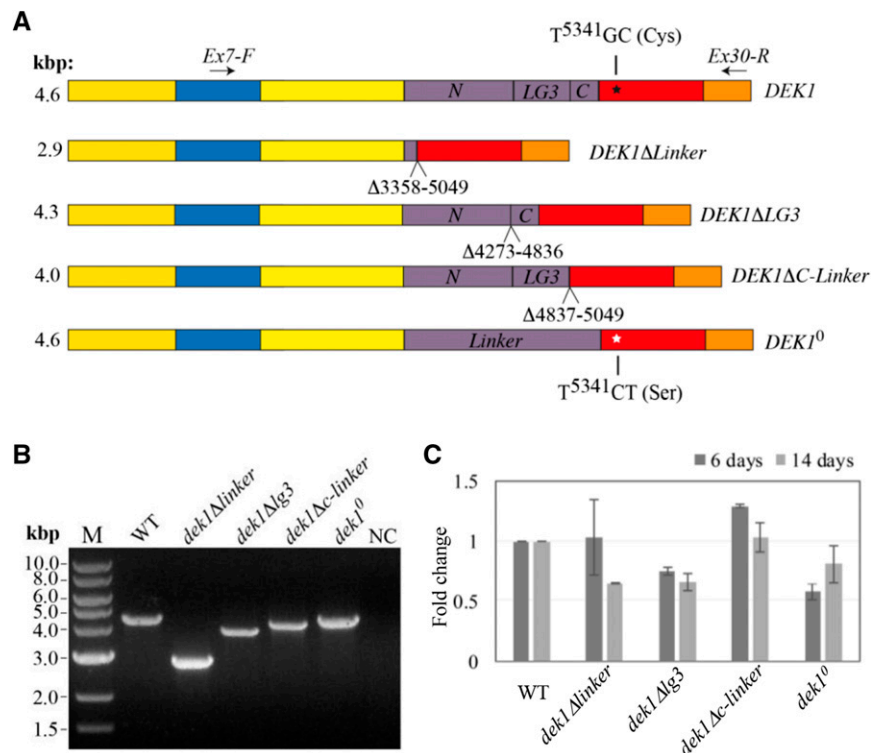 A
T⁵³⁴¹GC (Cys)
kbp: Ex7-F Ex30-R
4.6 N LG3 C DEK1
2.9 DEK1ΔLinker
Δ3358-5049
4.3 N C DEK1ΔLG3
Δ4273-4836
4.0 N LG3 DEK1ΔC-Linker
Δ4837-5049
4.6 Linker DEK1⁰
T⁵³⁴¹CT (Ser)
B
kbp M WT dek1Δlinker dek1Δlg3 dek1Δc-linker dek1⁰ NC
10.0
8.0
6.0
5.0
4.0
3.0
2.0
1.5
C
6 days 14 days
Fold change
1.5
1
0.5
0
WT dek1Δlinker dek1Δlg3 dek1Δc-linker dek1⁰